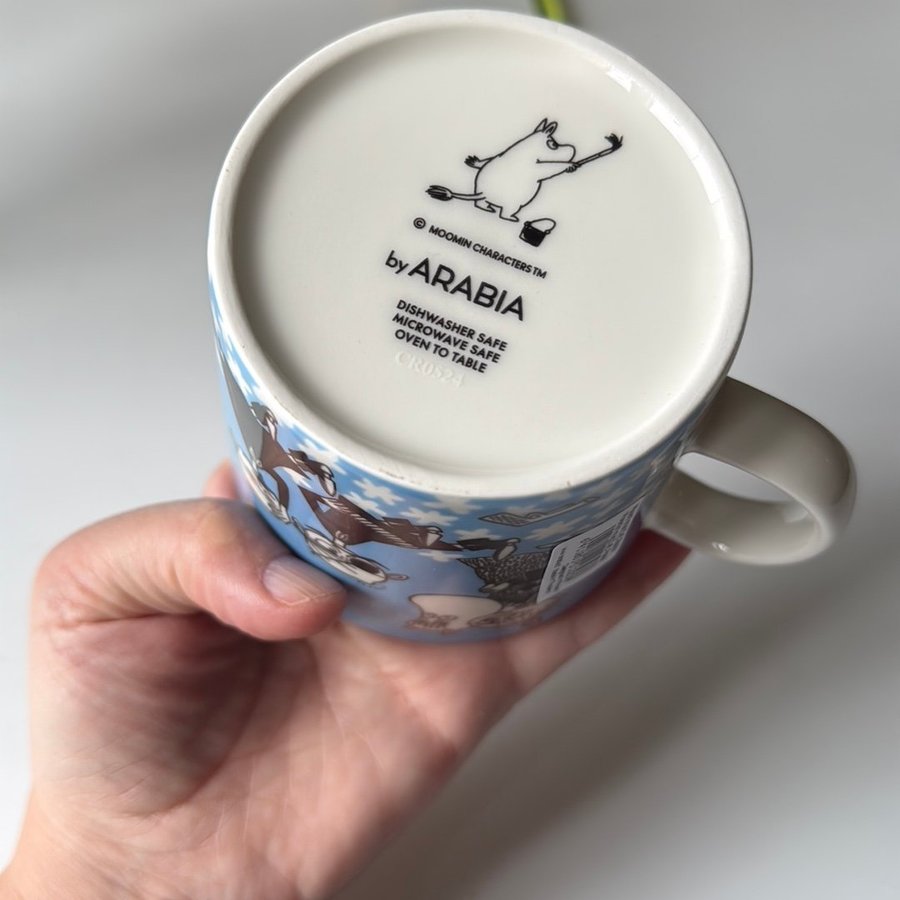 © MOOMIN CHARACTERS™
by ARABIA
DISHWASHER SAFE
MICROWAVE SAFE
OVEN TO TABLE
CR0524